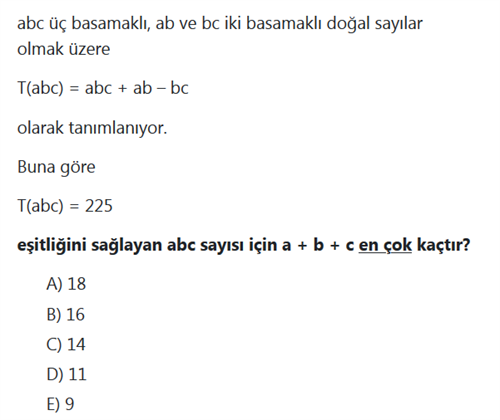 abc üç basamaklı, ab ve bc iki basamaklı doğal sayılar
olmak üzere
T(abc) = abc + ab – bc
olarak tanımlanıyor.
Buna göre
T(abc) = 225
eşitliğini sağlayan abc sayısı için a + b + c en çok kaçtır?
A) 18
B) 16
C) 14
D) 11
E) 9